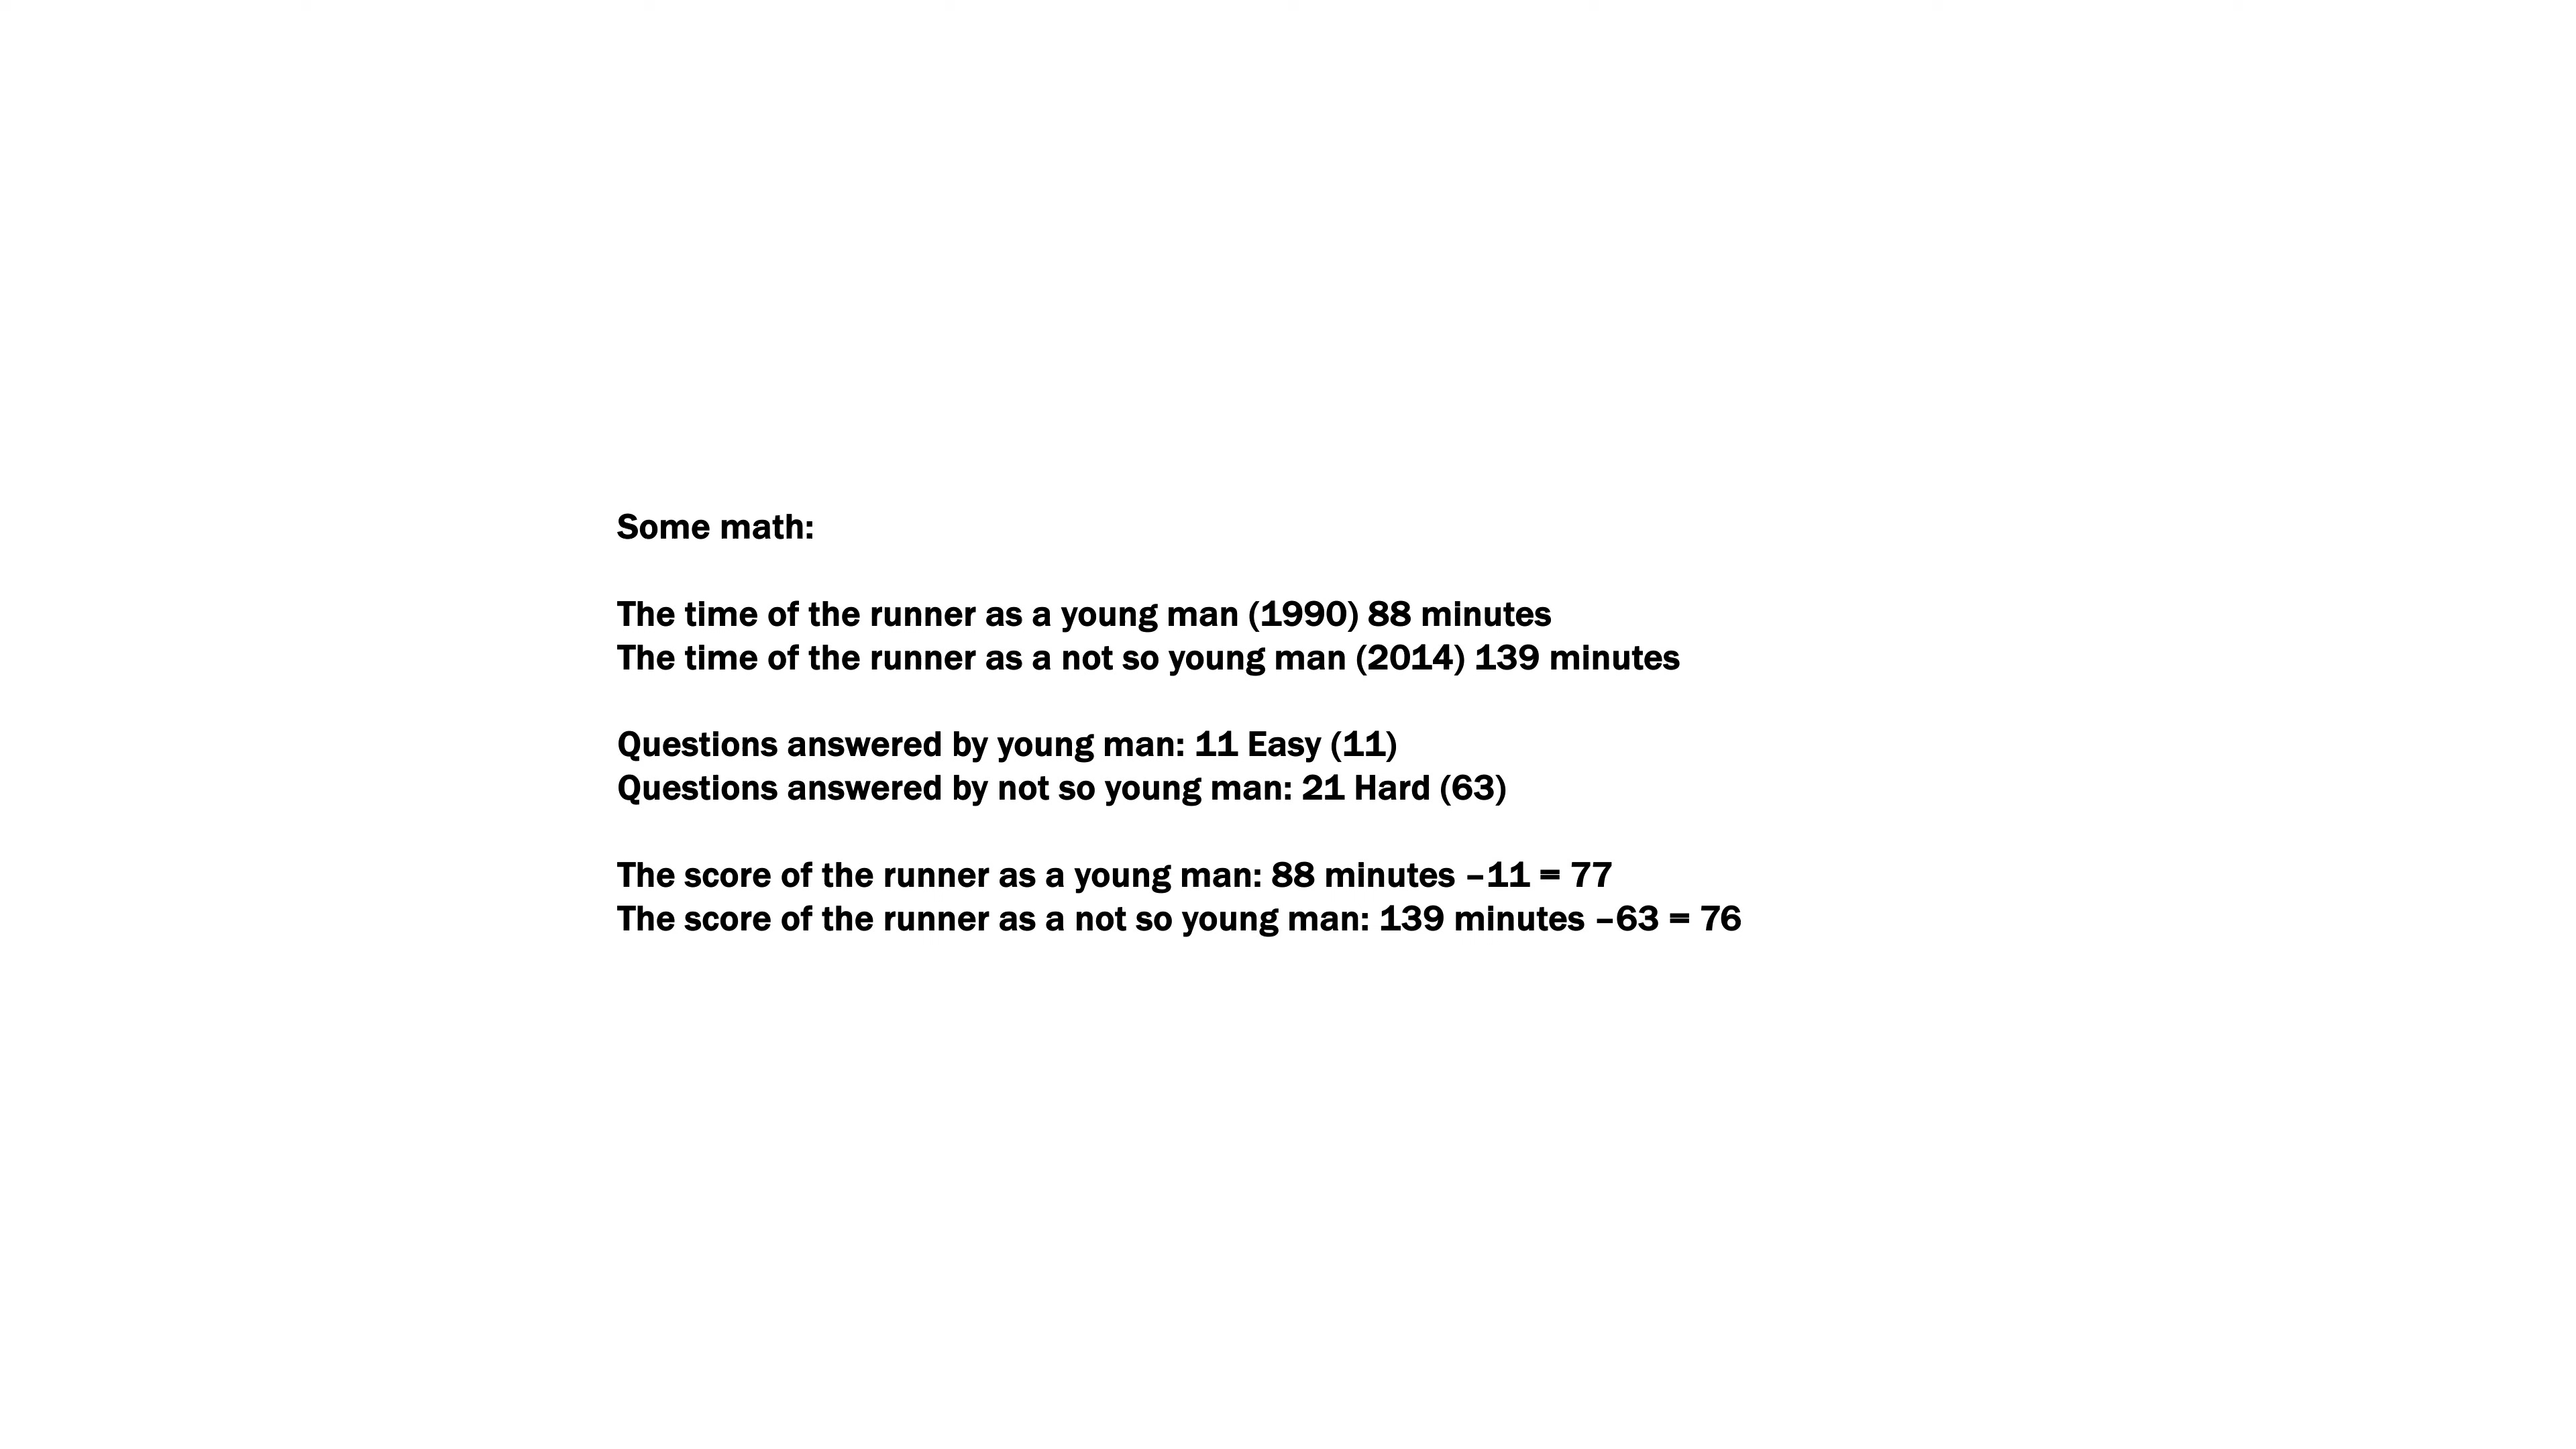 Some math:
The time of the runner as a young man (1990) 88 minutes
The time of the runner as a not so young man (2014) 139 minutes
Questions answered by young man: 11 Easy (11)
Questions answered by not so young man: 21 Hard (63)
The score of the runner as a young man: 88 minutes –11 = 77
The score of the runner as a not so young man: 139 minutes –63 = 76